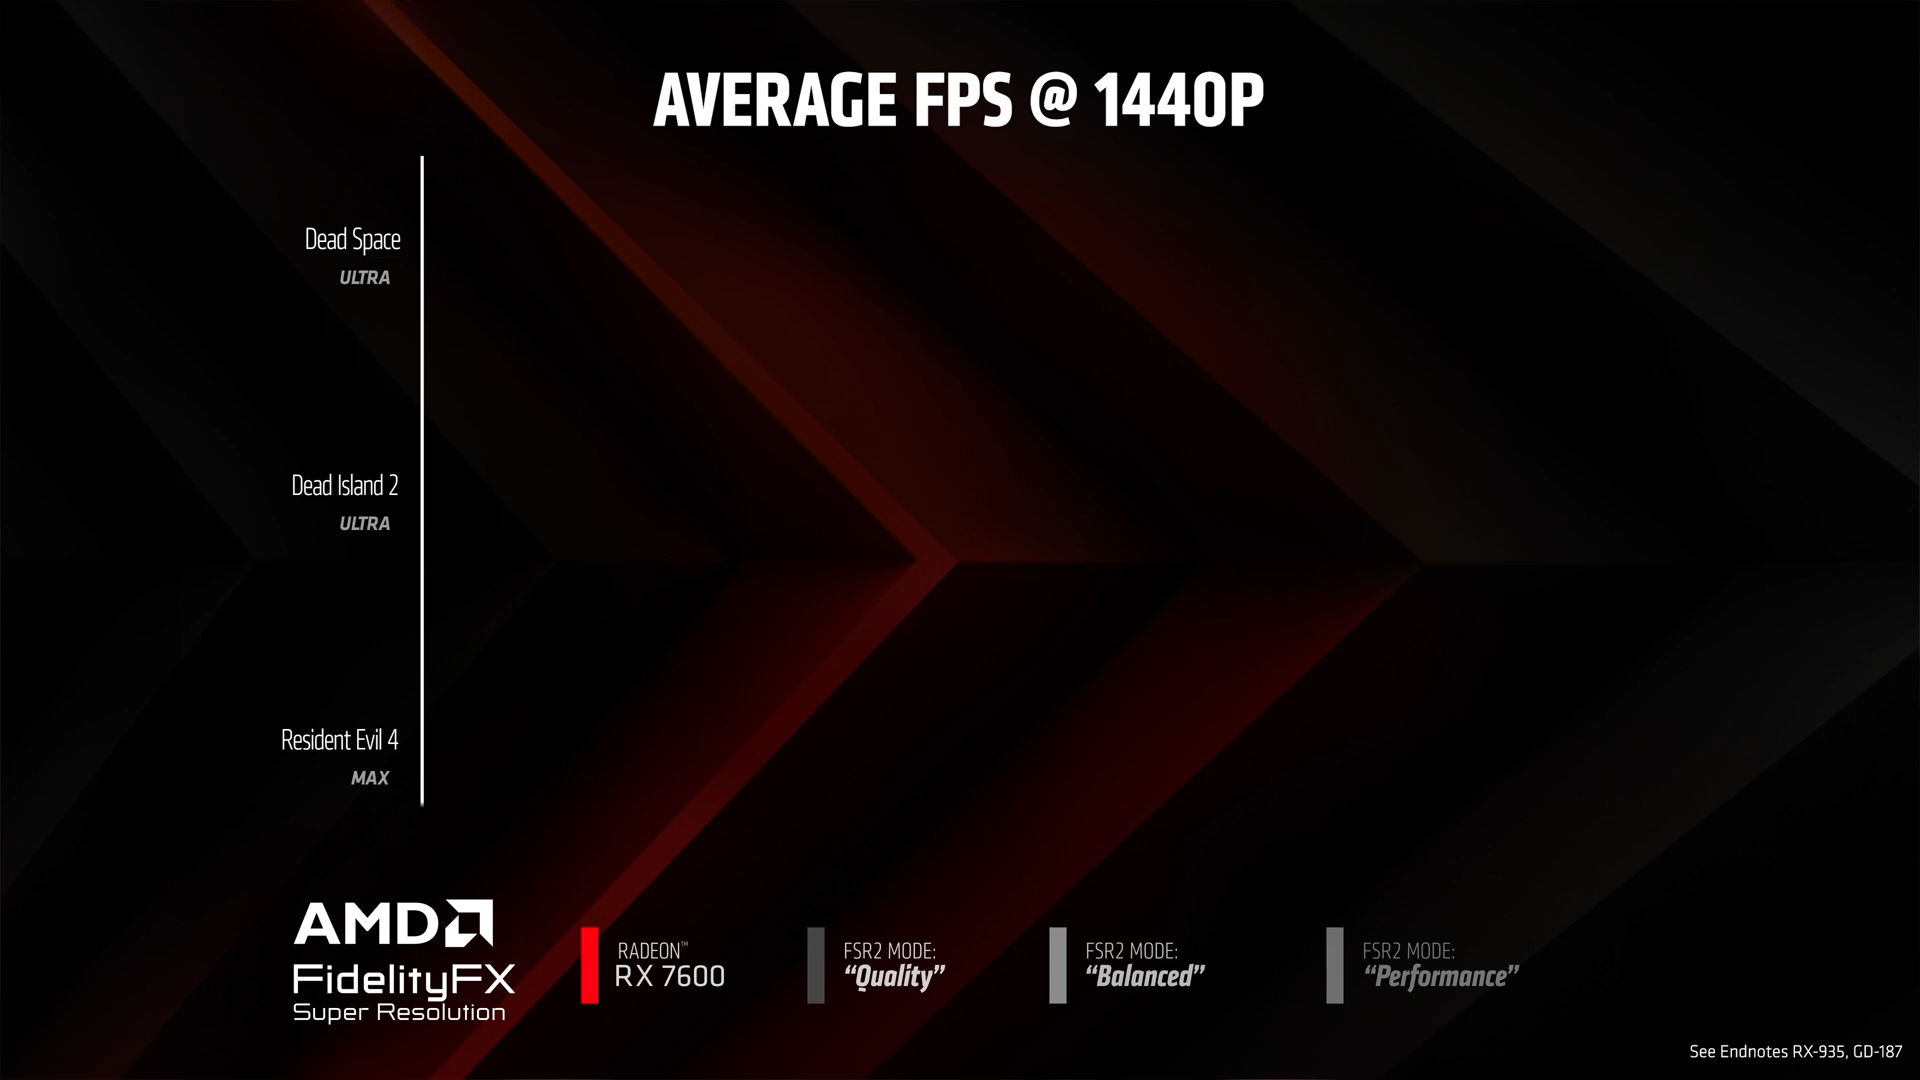 AVERAGE FPS @ 1440P
Dead Space
ULTRA
Dead Island 2
ULTRA
Resident Evil 4
MAX
AMD
FidelityFX
Super Resolution
RADEON™
RX 7600
FSR2 MODE:
“Quality”
FSR2 MODE:
“Balanced”
FSR2 MODE:
“Performance”
See Endnotes RX-935, GD-187